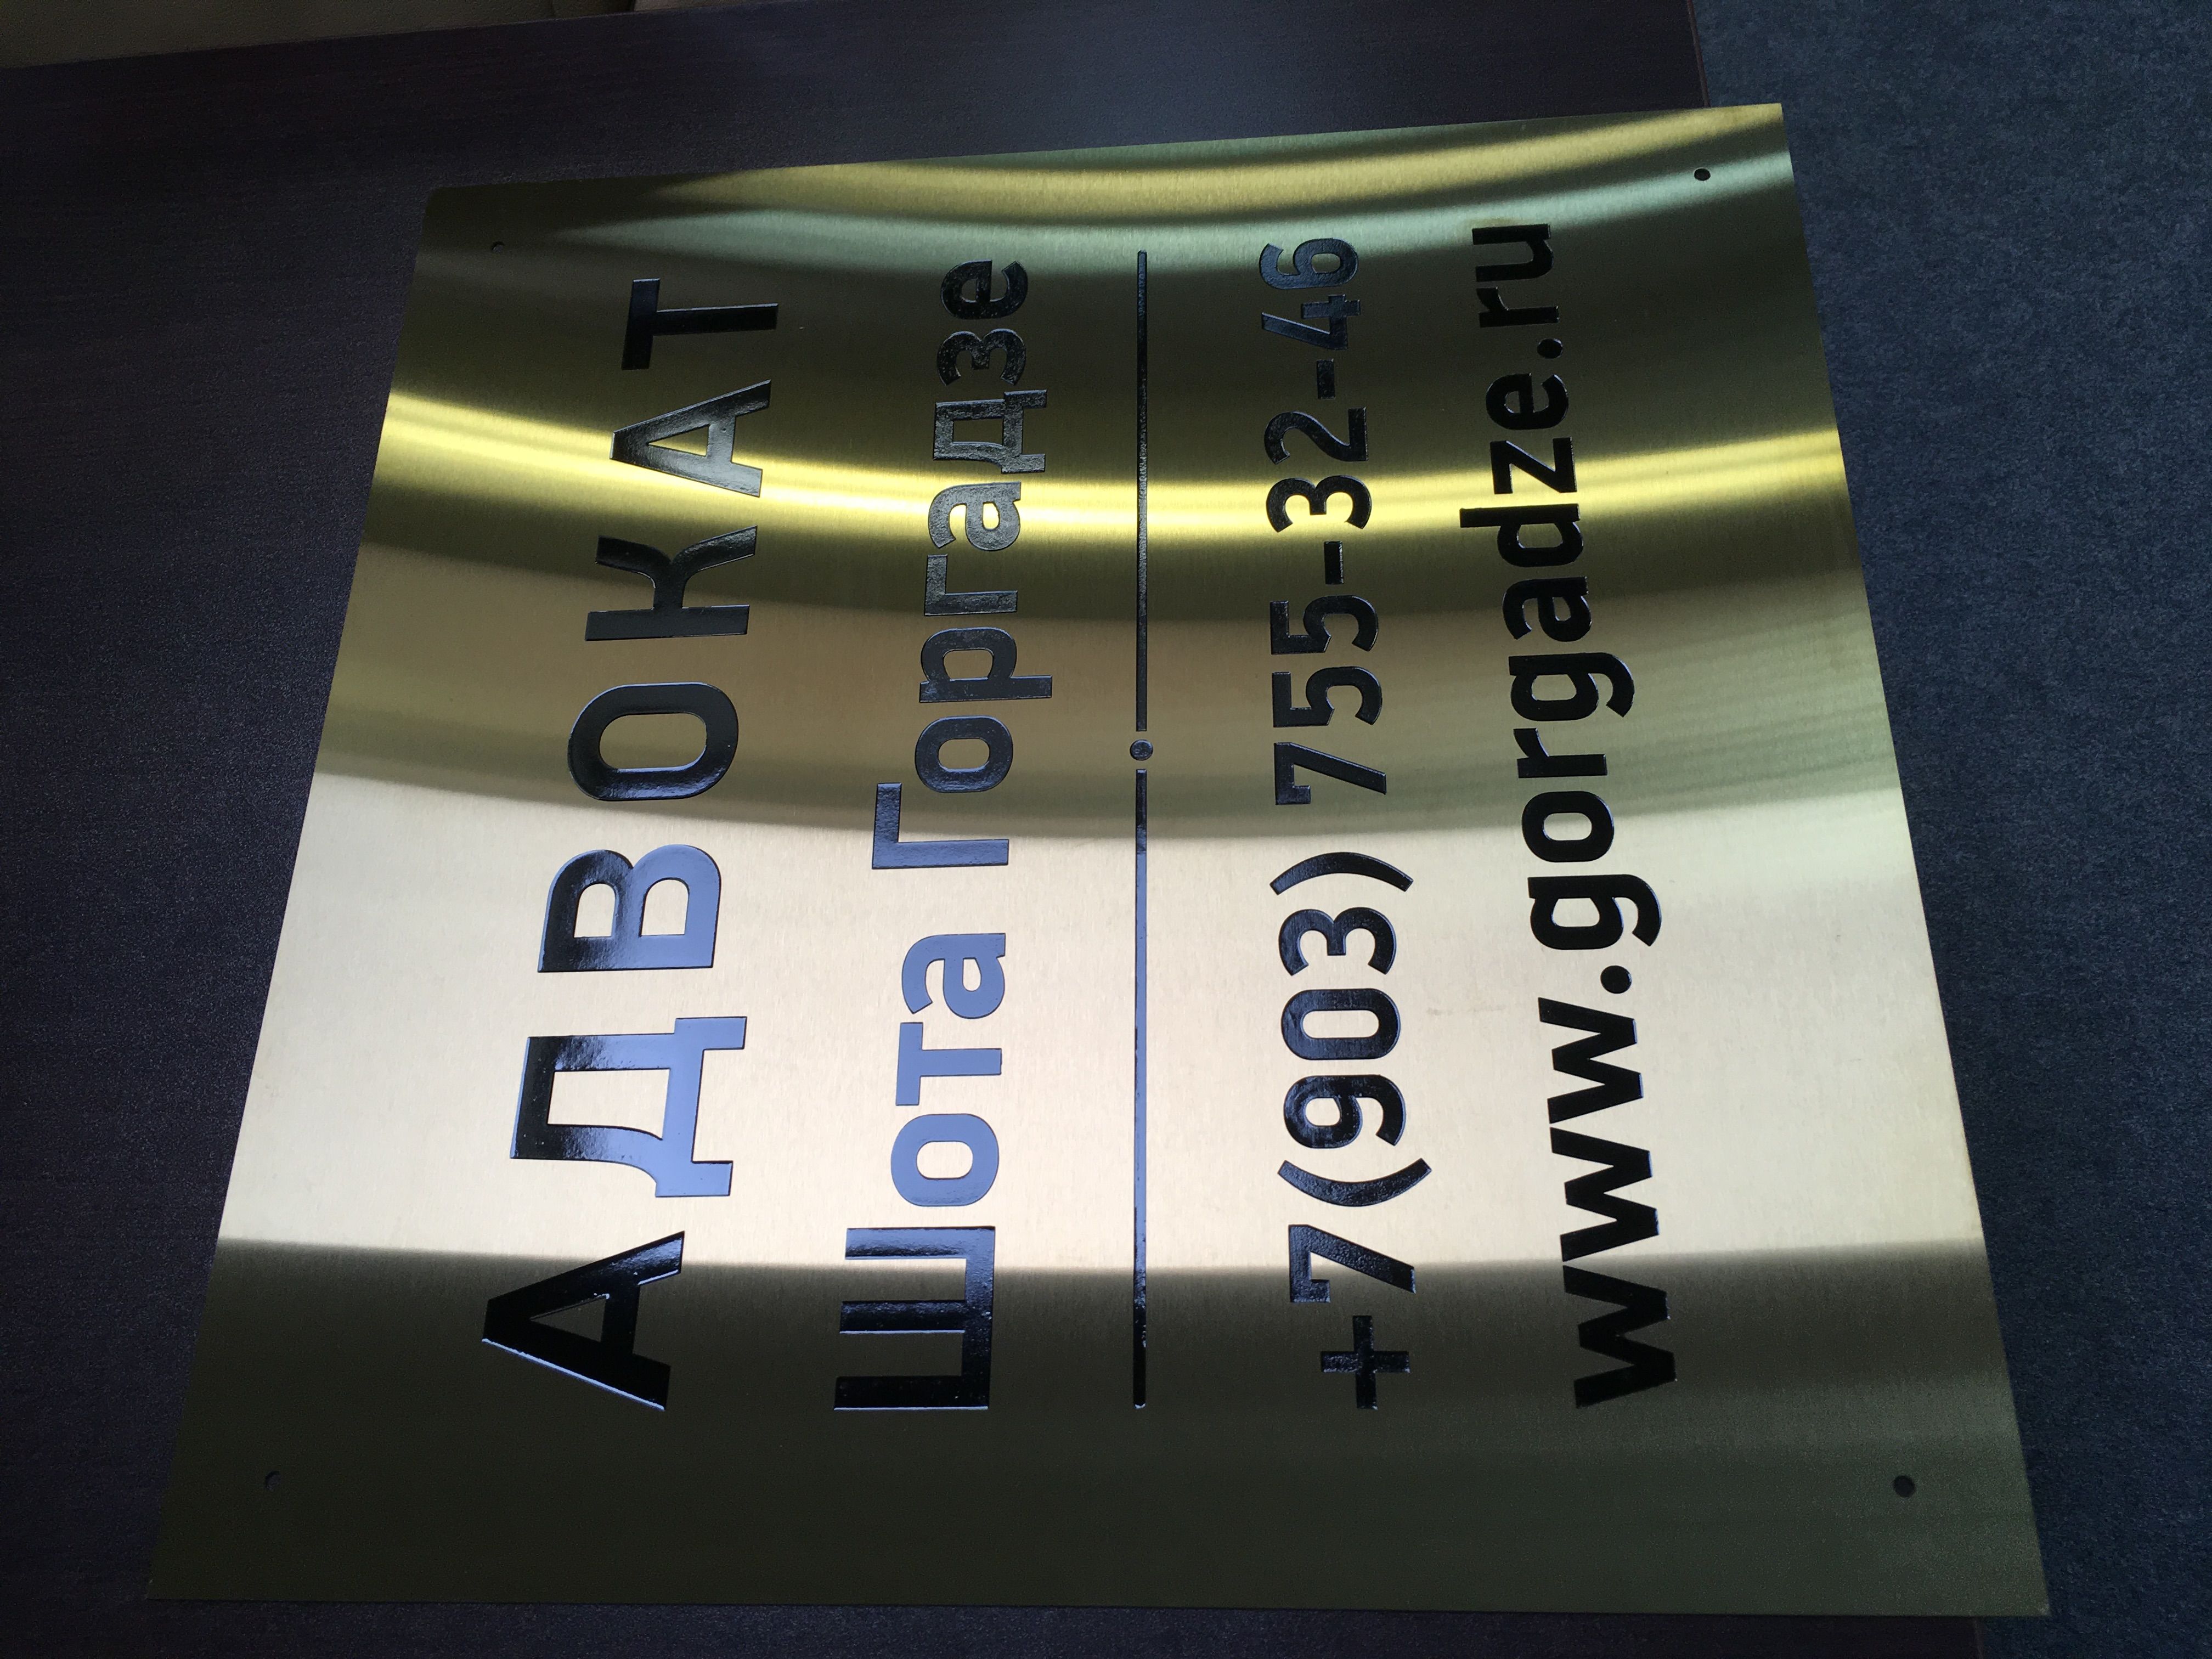 АДВОКАТ
Шота Горгадзе
+7(903) 755-32-46
www.gorgadze.ru